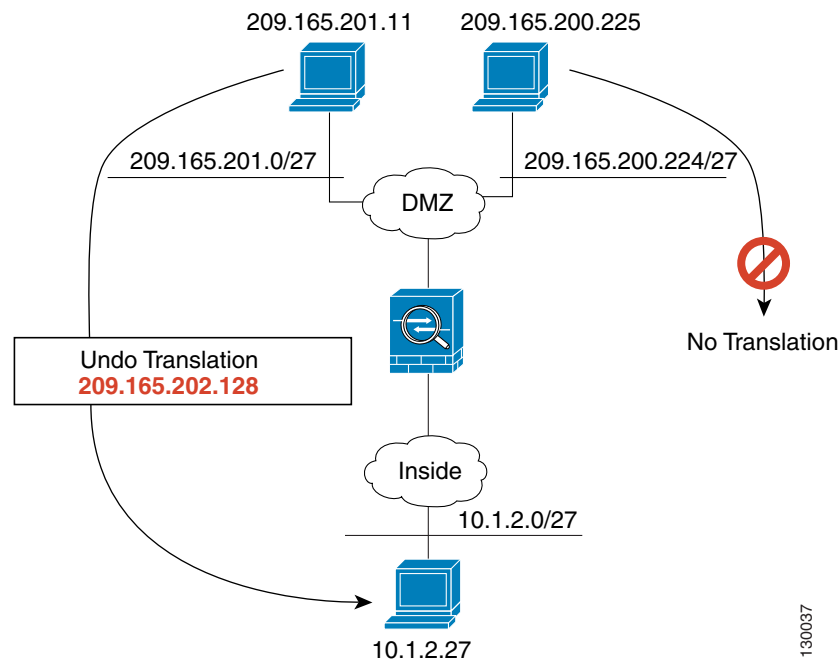 209.165.201.11
209.165.200.225
209.165.201.0/27
209.165.200.224/27
DMZ
No Translation
Undo Translation
209.165.202.128
Inside
10.1.2.0/27
10.1.2.27
130037